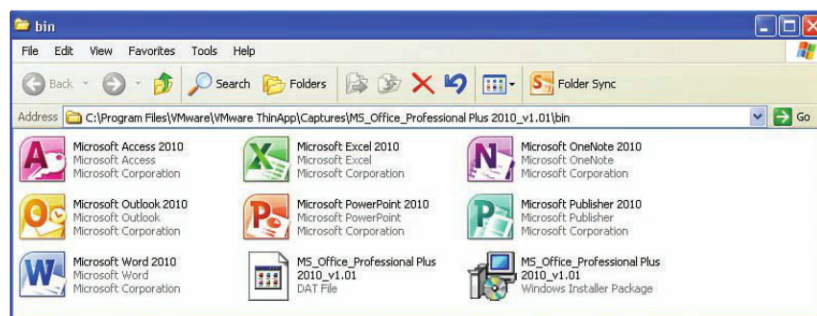 bin
File Edit View Favorites Tools Help
Back Search Folders Folder Sync
Address C:\Program Files\VMware\VMware ThinApp\Captures\MS_Office_Professional Plus 2010_v1.01\bin Go
Microsoft Access 2010
Microsoft Access
Microsoft Corporation
Microsoft Excel 2010
Microsoft Excel
Microsoft Corporation
Microsoft OneNote 2010
Microsoft OneNote
Microsoft Corporation
Microsoft Outlook 2010
Microsoft Outlook
Microsoft Corporation
Microsoft PowerPoint 2010
Microsoft PowerPoint
Microsoft Corporation
Microsoft Publisher 2010
Microsoft Publisher
Microsoft Corporation
Microsoft Word 2010
Microsoft Word
Microsoft Corporation
MS_Office_Professional Plus
2010_v1.01
DAT File
MS_Office_Professional Plus
2010_v1.01
Windows Installer Package